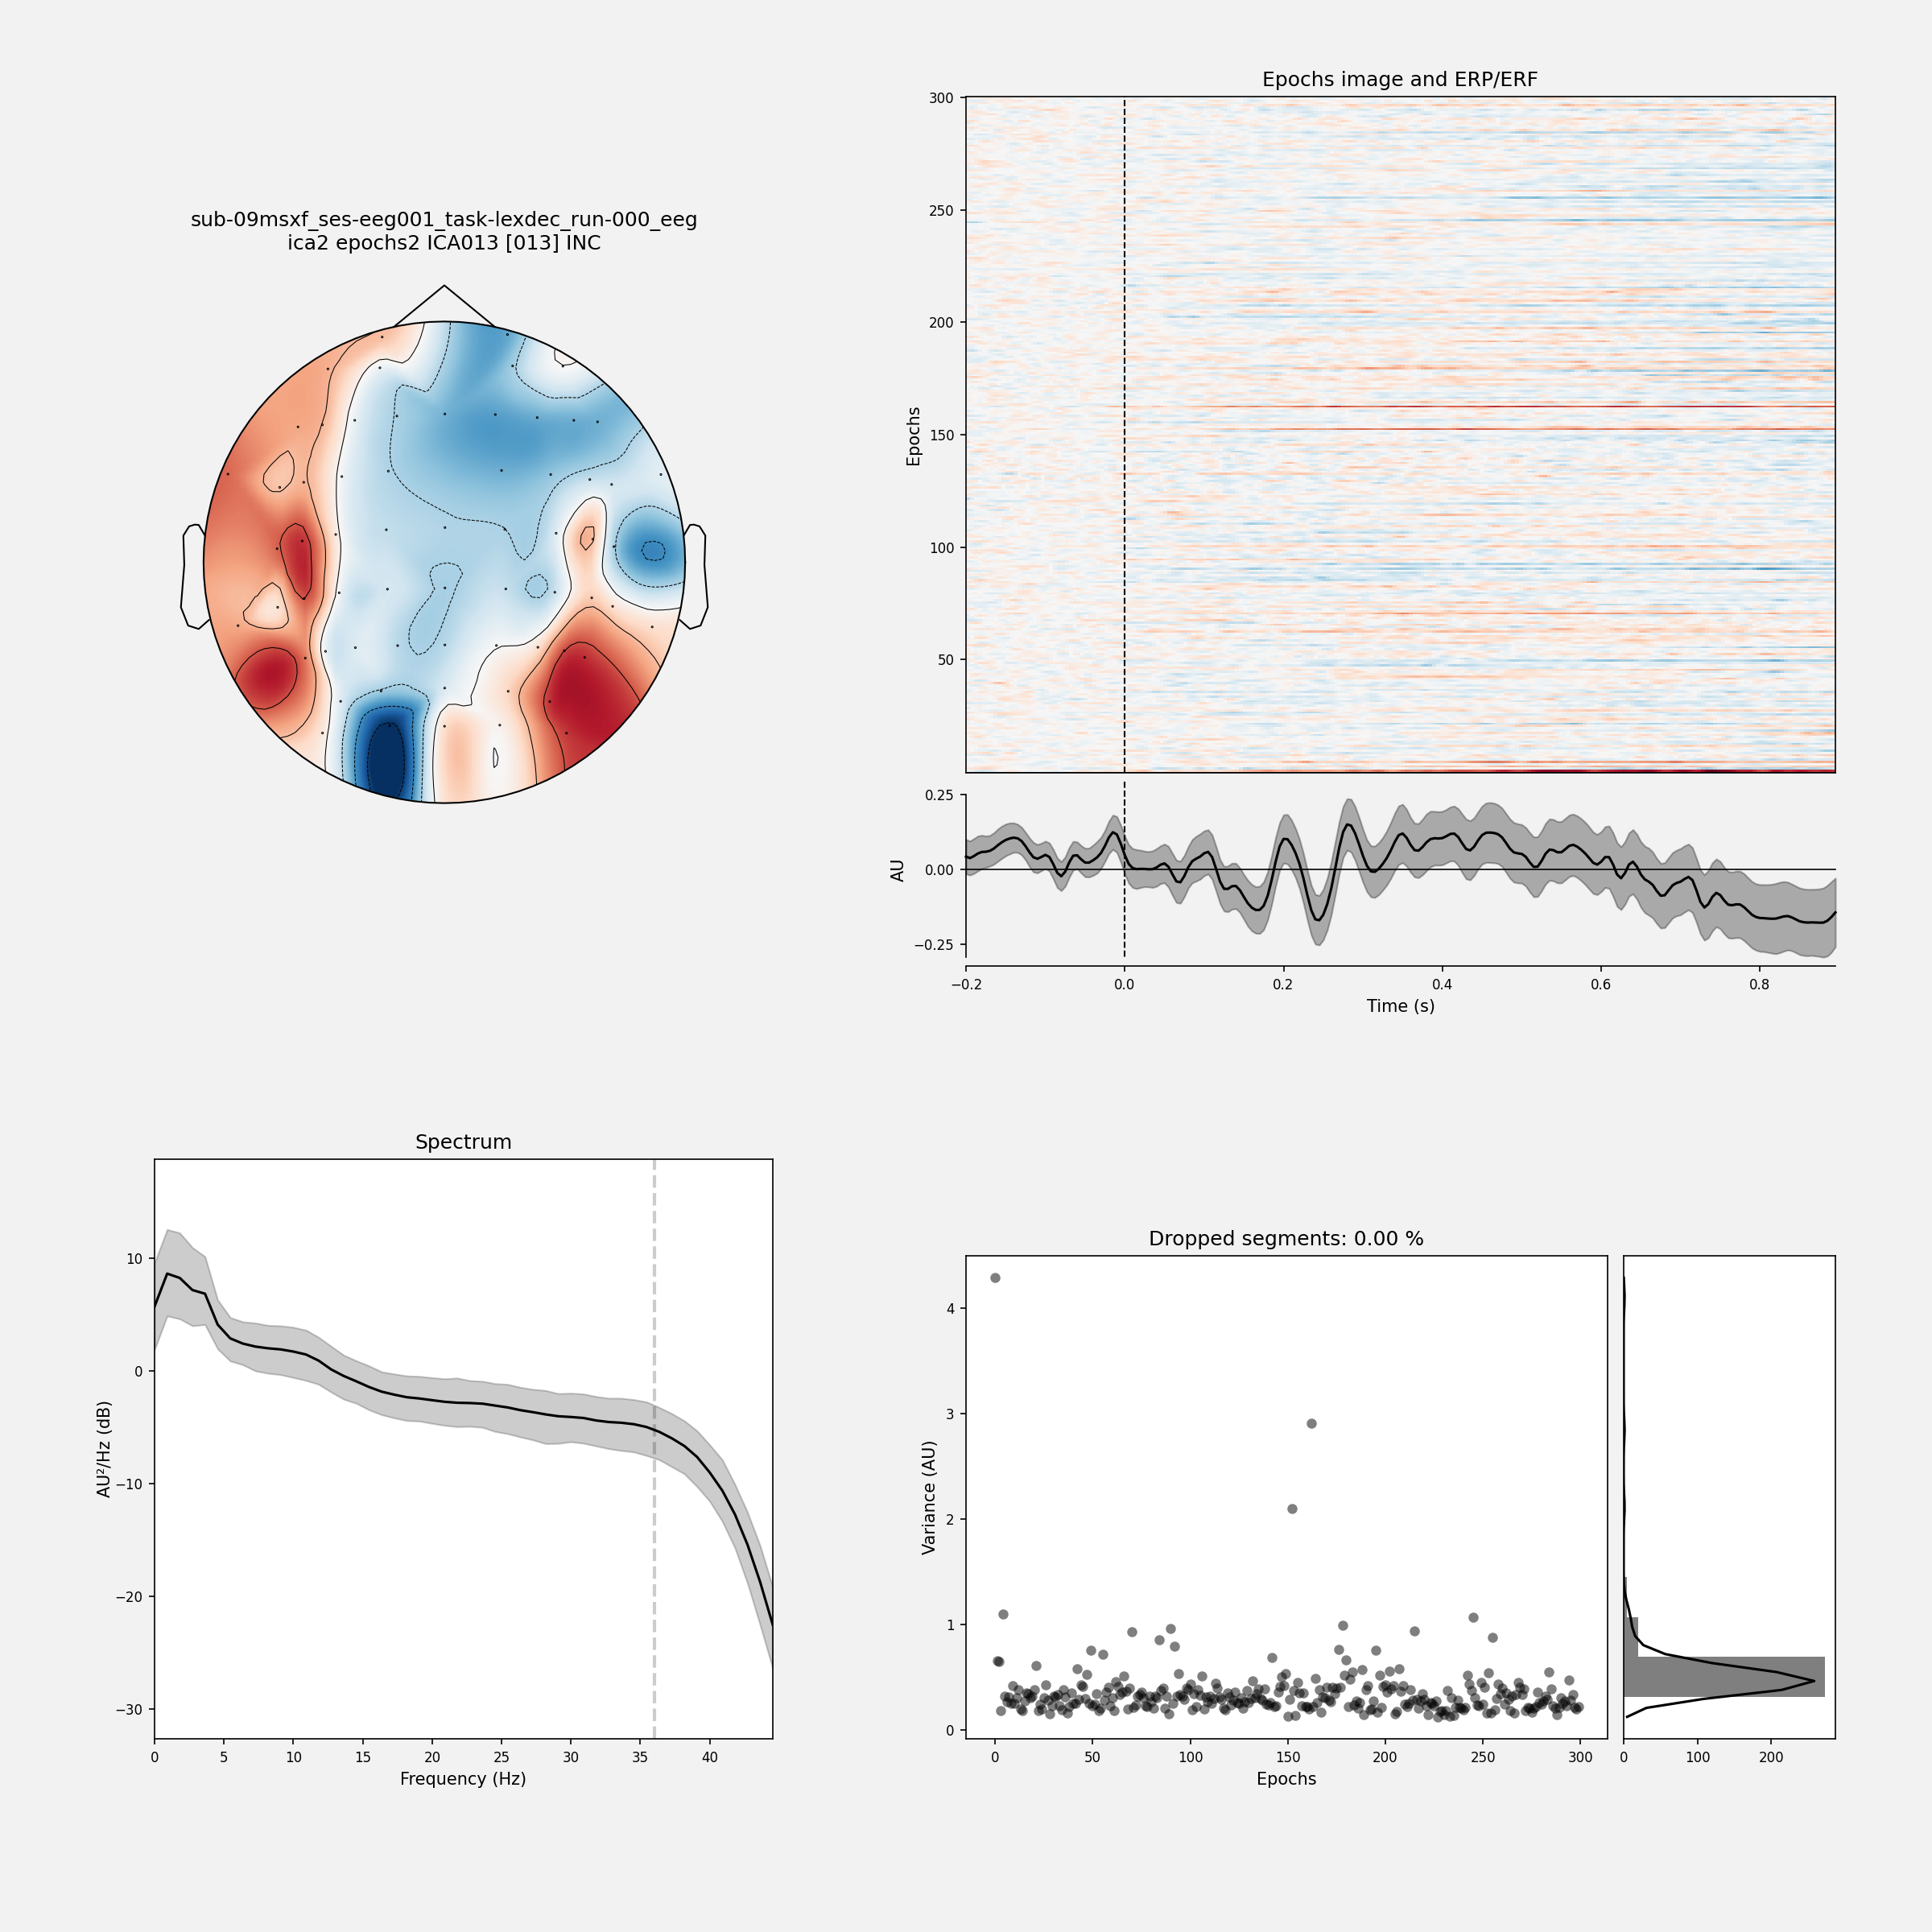 sub-09msxf_ses-eeg001_task-lexdec_run-000_eeg
ica2 epochs2 ICA013 [013] INC
Epochs image and ERP/ERF
300
250
200
150
100
50
Epochs
0.25
0.00
−0.25
AU
−0.2 0.0 0.2 0.4 0.6 0.8
Time (s)
Spectrum
10
0
−10
−20
−30
AU²/Hz (dB)
0 5 10 15 20 25 30 35 40
Frequency (Hz)
Dropped segments: 0.00 %
4
3
2
1
0
Variance (AU)
0 50 100 150 200 250 300
Epochs
0 100 200